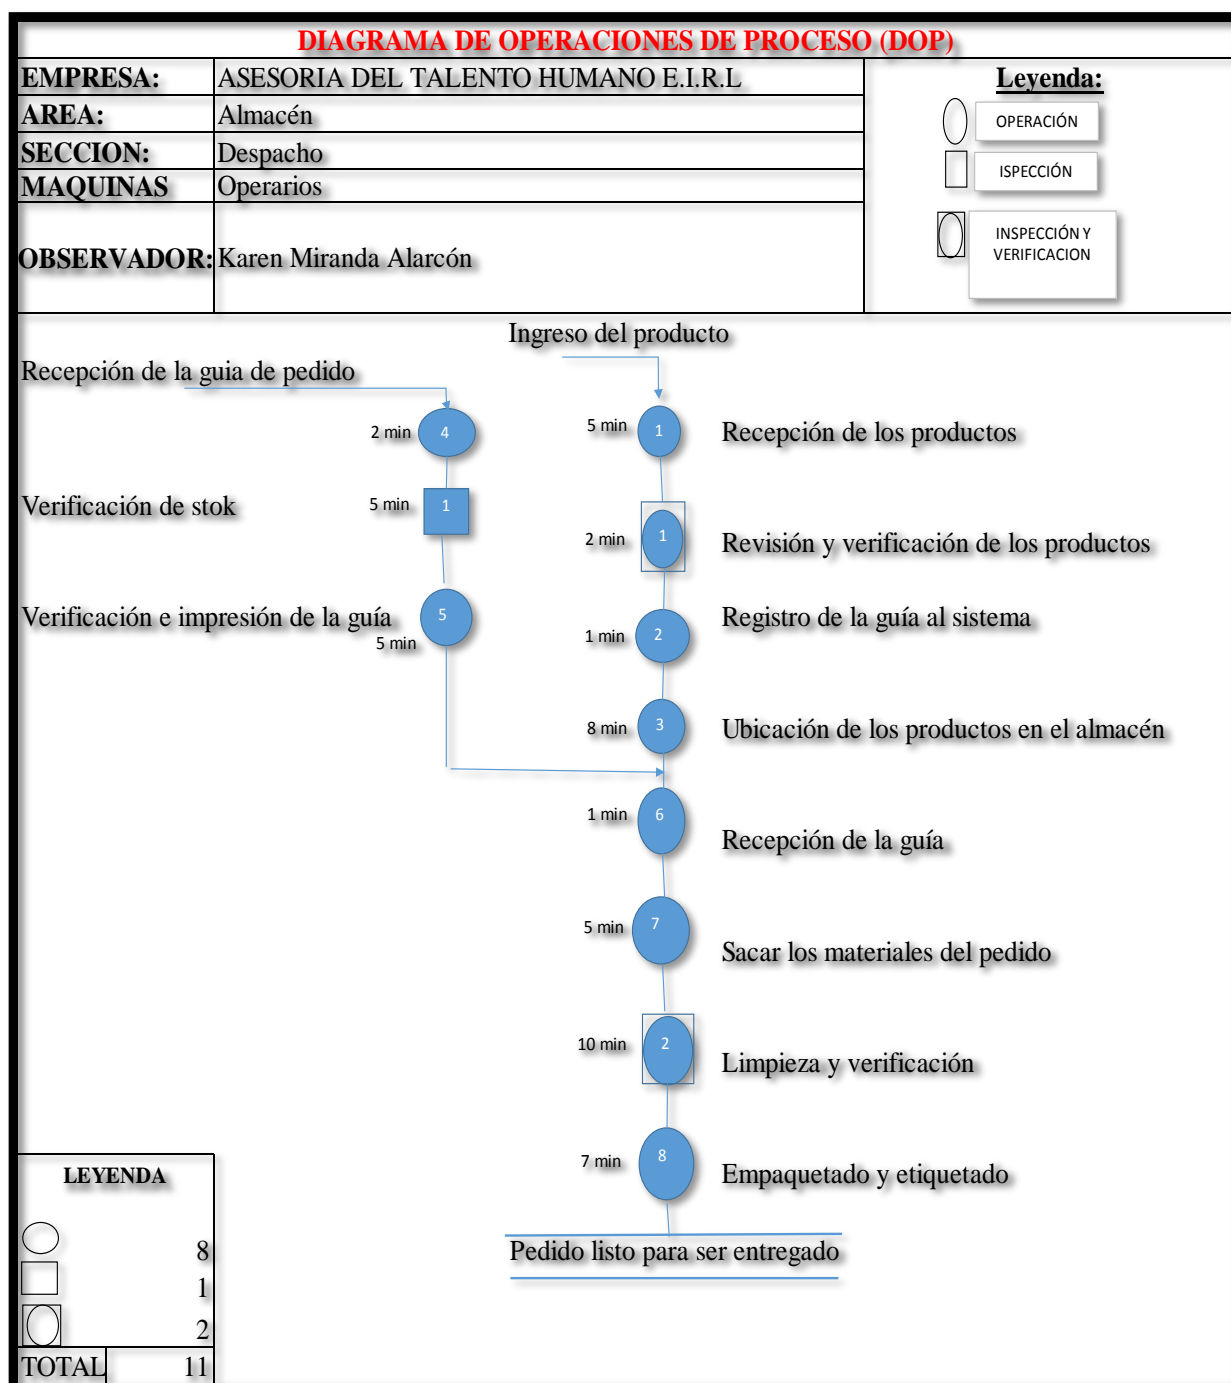 DIAGRAMA DE OPERACIONES DE PROCESO (DOP)
EMPRESA: ASESORIA DEL TALENTO HUMANO E.I.R.L
AREA: Almacén
SECCION: Despacho
MAQUINAS Operarios
OBSERVADOR: Karen Miranda Alarcón
Leyenda:
OPERACIÓN
ISPECCIÓN
INSPECCIÓN Y
VERIFICACION
Ingreso del producto
Recepción de la guia de pedido
2 min 4
5 min 1 Recepción de los productos
Verificación de stok 5 min 1
2 min 1 Revisión y verificación de los productos
Verificación e impresión de la guía 5
5 min
1 min 2 Registro de la guía al sistema
8 min 3 Ubicación de los productos en el almacén
1 min 6 Recepción de la guía
5 min 7 Sacar los materiales del pedido
10 min 2 Limpieza y verificación
7 min 8 Empaquetado y etiquetado
Pedido listo para ser entregado
LEYENDA
8
1
2
TOTAL 11